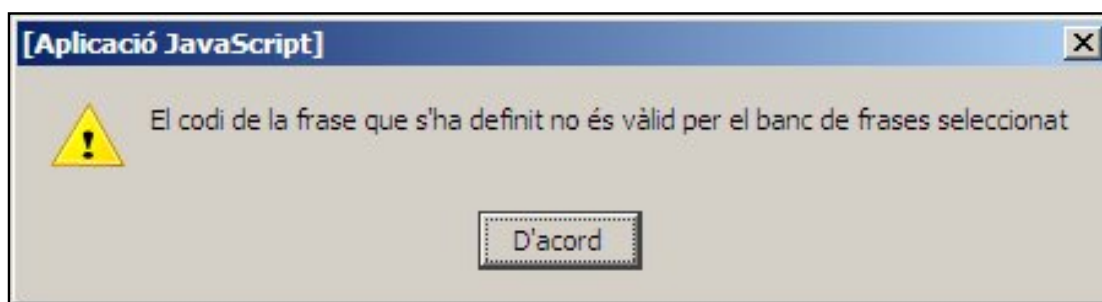 [Aplicació JavaScript]
El codi de la frase que s'ha definit no és vàlid per el banc de frases seleccionat
D'acord